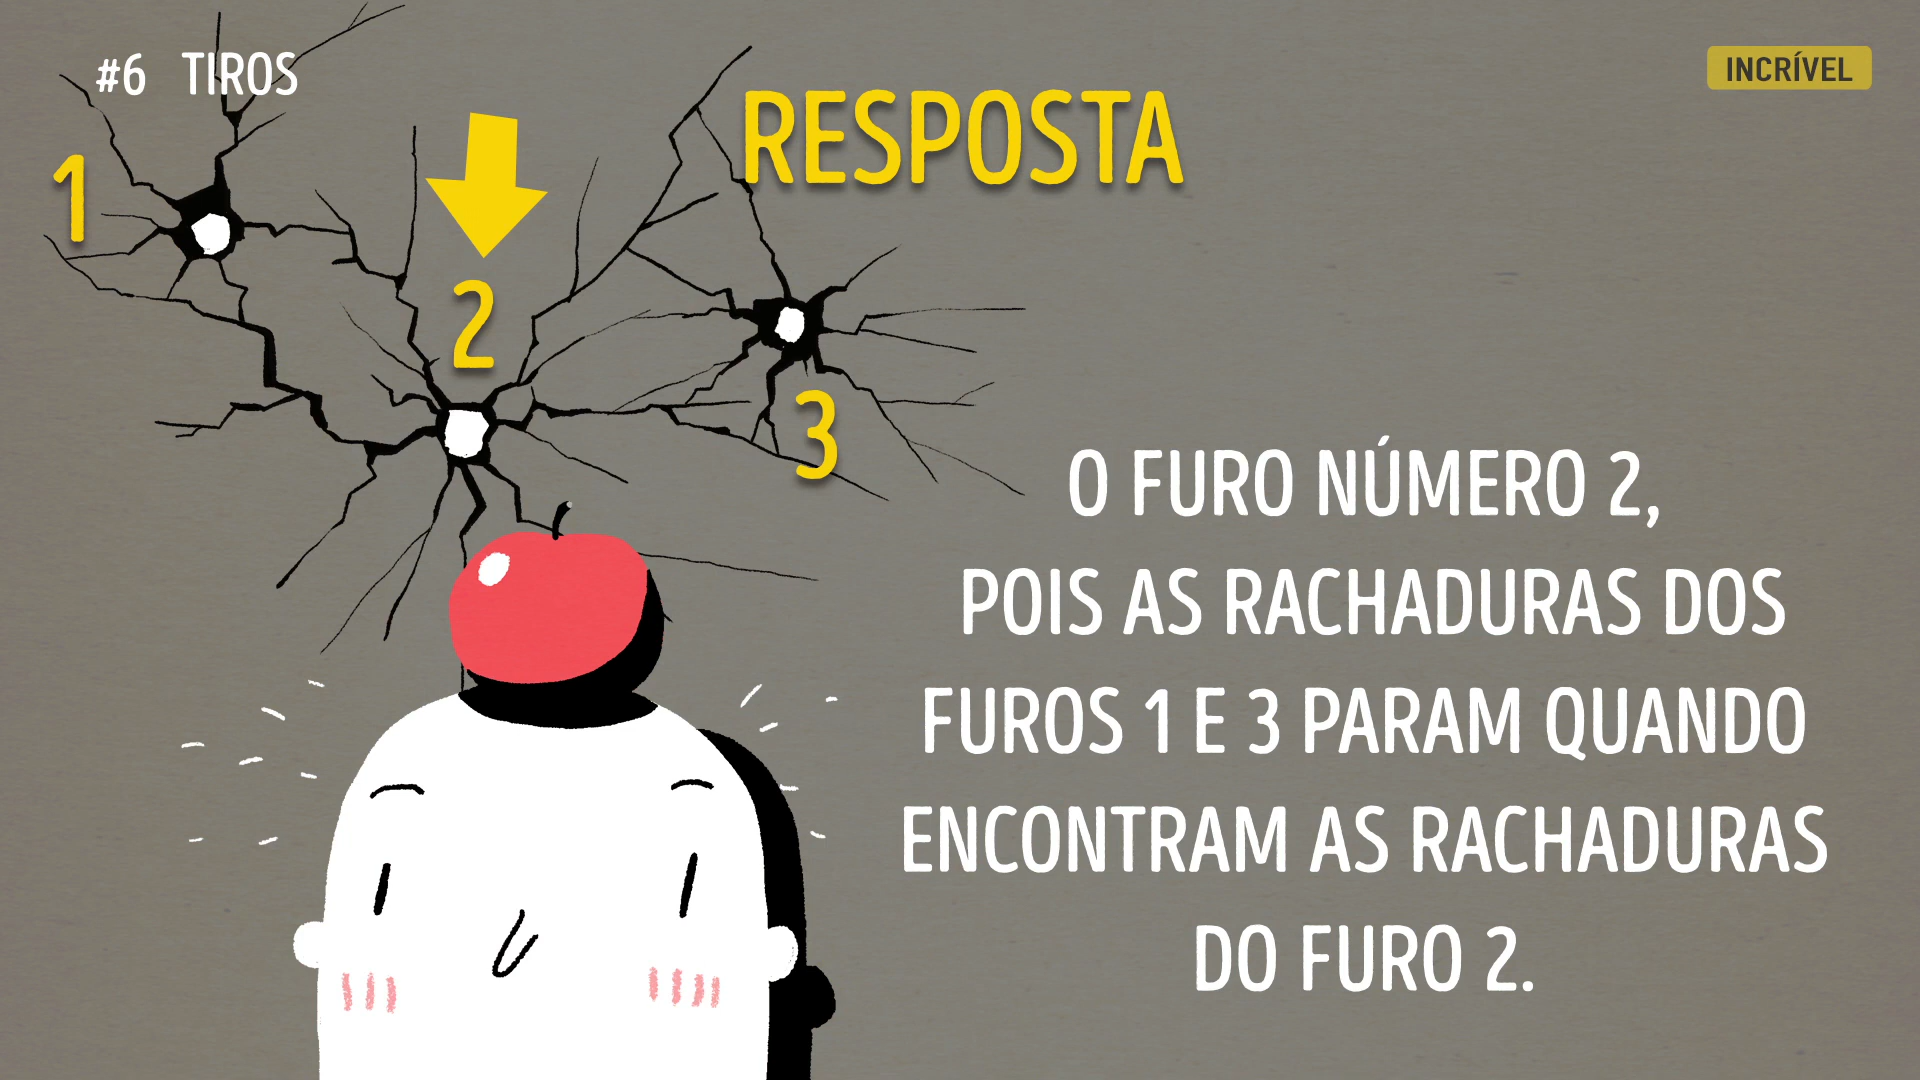 #6 TIROS
INCRÍVEL
RESPOSTA
1
2
3
O FURO NÚMERO 2,
POIS AS RACHADURAS DOS
FUROS 1 E 3 PARAM QUANDO
ENCONTRAM AS RACHADURAS
DO FURO 2.